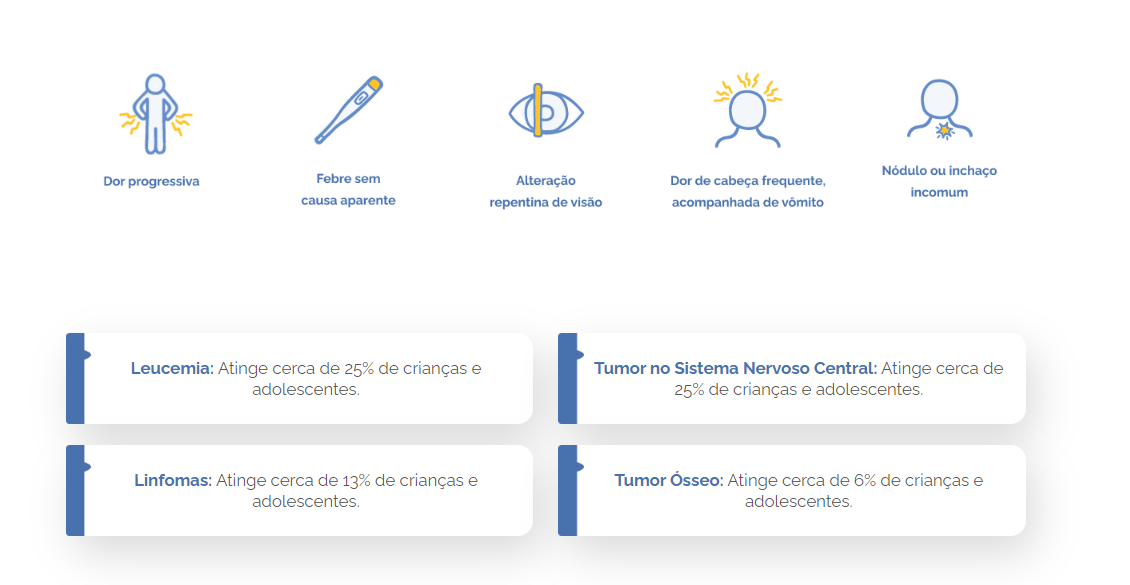 Dor progressiva
Febre sem
causa aparente
Alteração
repentina de visão
Dor de cabeça frequente,
acompanhada de vômito
Nódulo ou inchaço
incomum
Leucemia: Atinge cerca de 25% de crianças e
adolescentes.
Tumor no Sistema Nervoso Central: Atinge cerca de
25% de crianças e adolescentes.
Linfomas: Atinge cerca de 13% de crianças e
adolescentes.
Tumor Ósseo: Atinge cerca de 6% de crianças e
adolescentes.